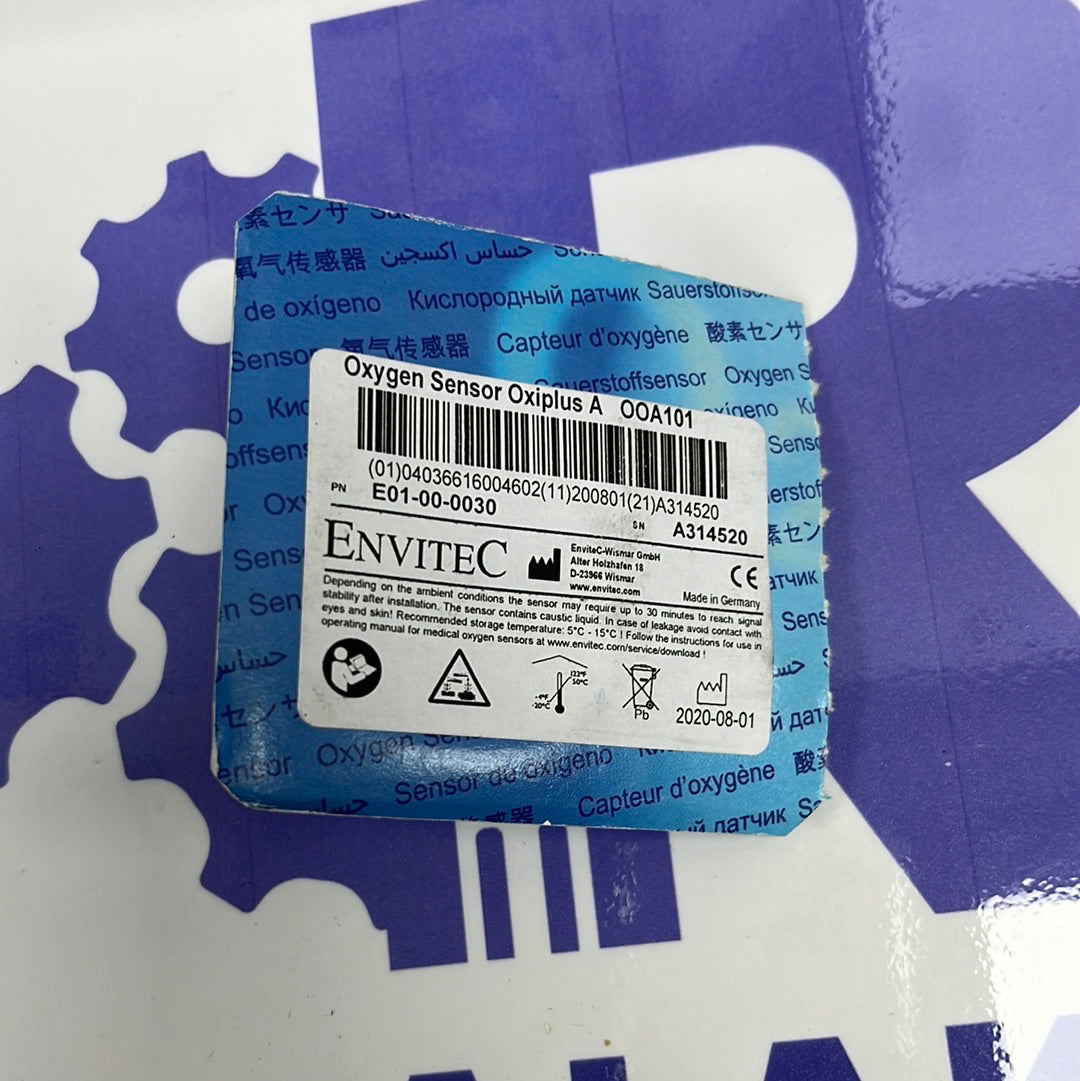 素センサ
氧气传感器 حساس اكسجين
de oxígeno Кислородный датчик
Sensor 氧气传感器 Capteur d'oxygène 酸素センサ
Sauerstoffsensor Oxygen
Oxygen Sensor Oxiplus A OOA101
(01)04036616004602(11)200801(21)A314520
PN E01-00-0030 SN A314520
ENVITEC
EnviteC-Wismar GmbH
Alter Holzhafen 18
D-23966 Wismar
www.envitec.com
CE
Made in Germany
Depending on the ambient conditions the sensor may require up to 30 minutes to reach signal
stability after installation. The sensor contains caustic liquid. In case of leakage avoid contact with
eyes and skin! Recommended storage temperature: 5°C - 15°C ! Follow the instructions for use in
operating manual for medical oxygen sensors at www.envitec.com/service/download !
122°F
50°C
-4°F
-20°C
Pb
2020-08-01
Oxygen
Sensor de oxígeno
Capteur d'oxygène
датчик